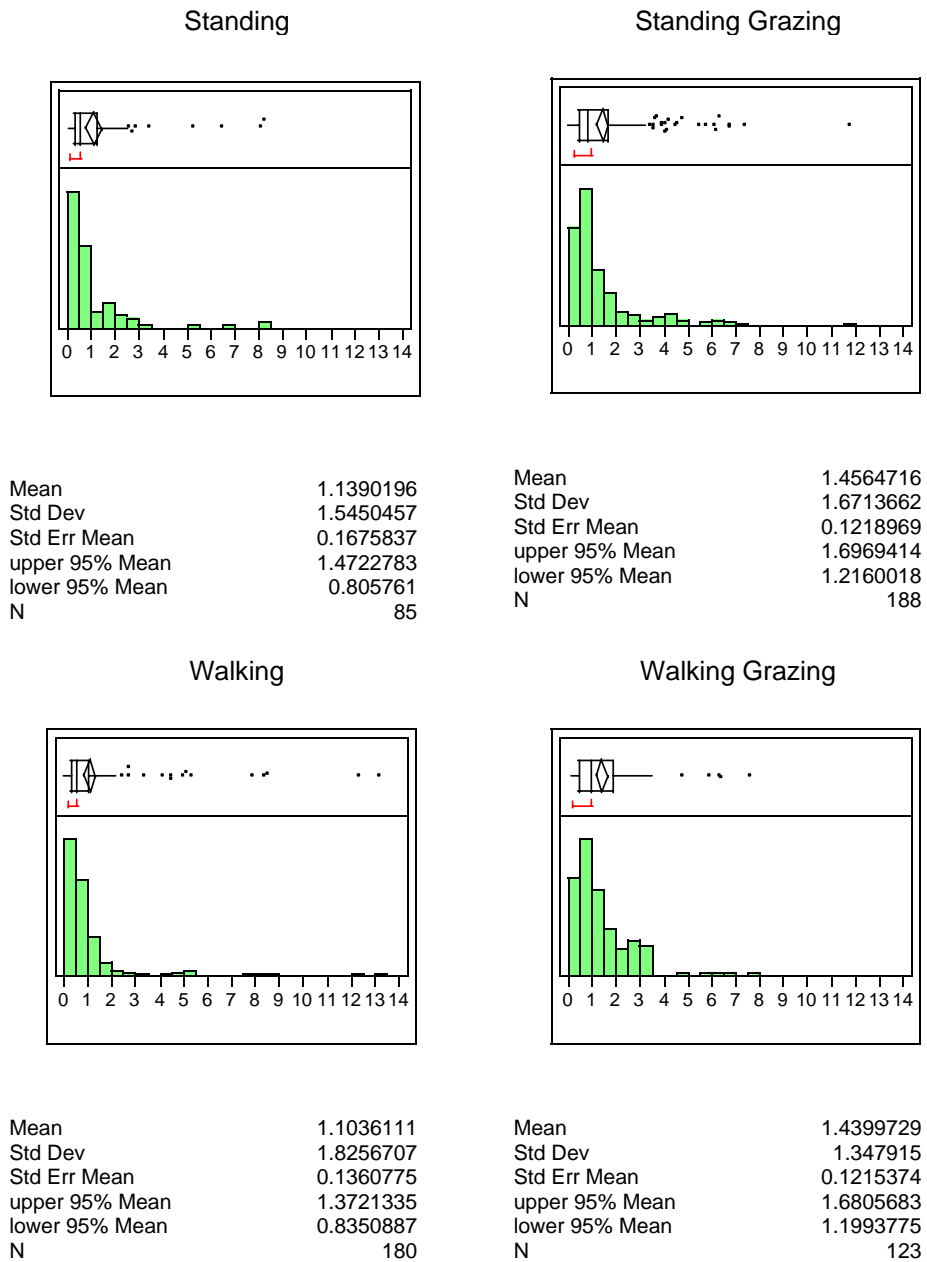 Standing
0 1 2 3 4 5 6 7 8 9 10 11 12 13 14
Mean 1.1390196
Std Dev 1.5450457
Std Err Mean 0.1675837
upper 95% Mean 1.4722783
lower 95% Mean 0.805761
N 85
Standing Grazing
0 1 2 3 4 5 6 7 8 9 10 11 12 13 14
Mean 1.4564716
Std Dev 1.6713662
Std Err Mean 0.1218969
upper 95% Mean 1.6969414
lower 95% Mean 1.2160018
N 188
Walking
0 1 2 3 4 5 6 7 8 9 10 11 12 13 14
Mean 1.1036111
Std Dev 1.8256707
Std Err Mean 0.1360775
upper 95% Mean 1.3721335
lower 95% Mean 0.8350887
N 180
Walking Grazing
0 1 2 3 4 5 6 7 8 9 10 11 12 13 14
Mean 1.4399729
Std Dev 1.347915
Std Err Mean 0.1215374
upper 95% Mean 1.6805683
lower 95% Mean 1.1993775
N 123